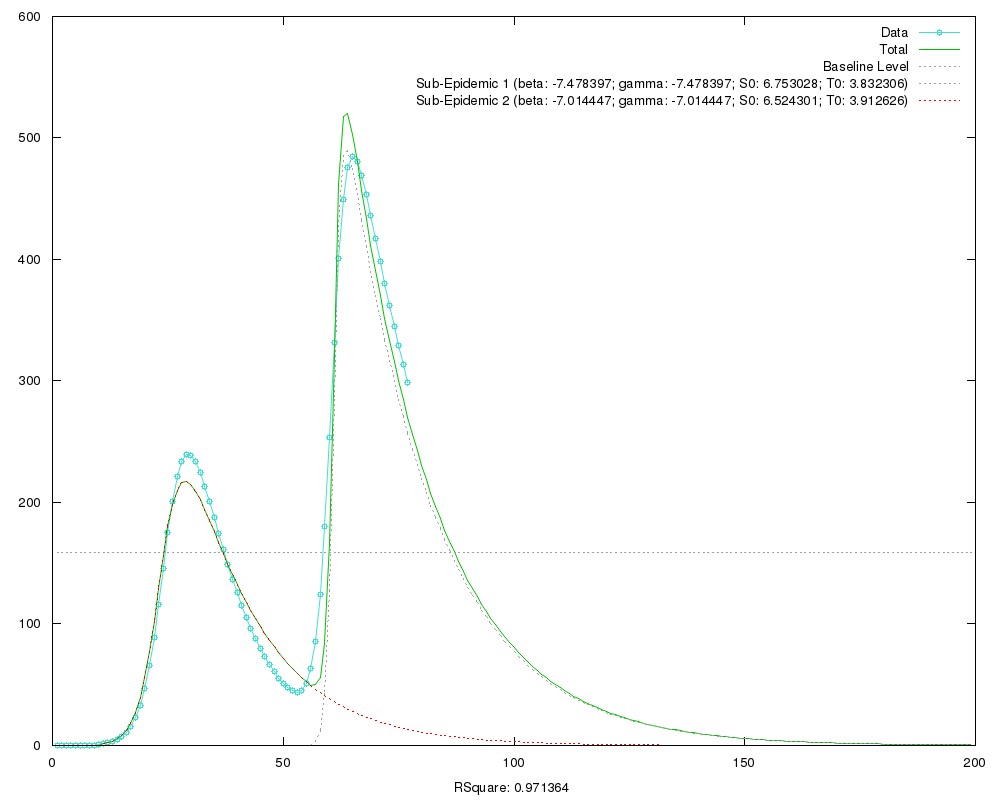 600
Data
Total
Baseline Level
Sub-Epidemic 1 (beta: -7.478397; gamma: -7.478397; S0: 6.753028; T0: 3.832306)
Sub-Epidemic 2 (beta: -7.014447; gamma: -7.014447; S0: 6.524301; T0: 3.912626)
500
400
300
200
100
0
0 50 100 150 200
RSquare: 0.971364